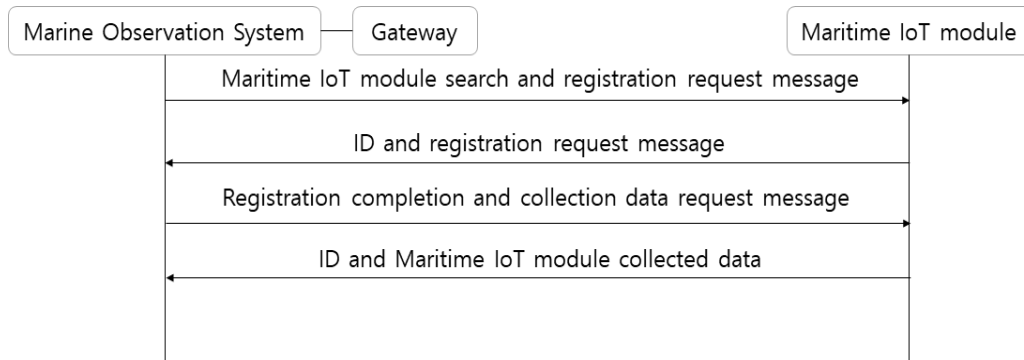 Marine Observation System
Gateway
Maritime IoT module
Maritime IoT module search and registration request message
ID and registration request message
Registration completion and collection data request message
ID and Maritime IoT module collected data